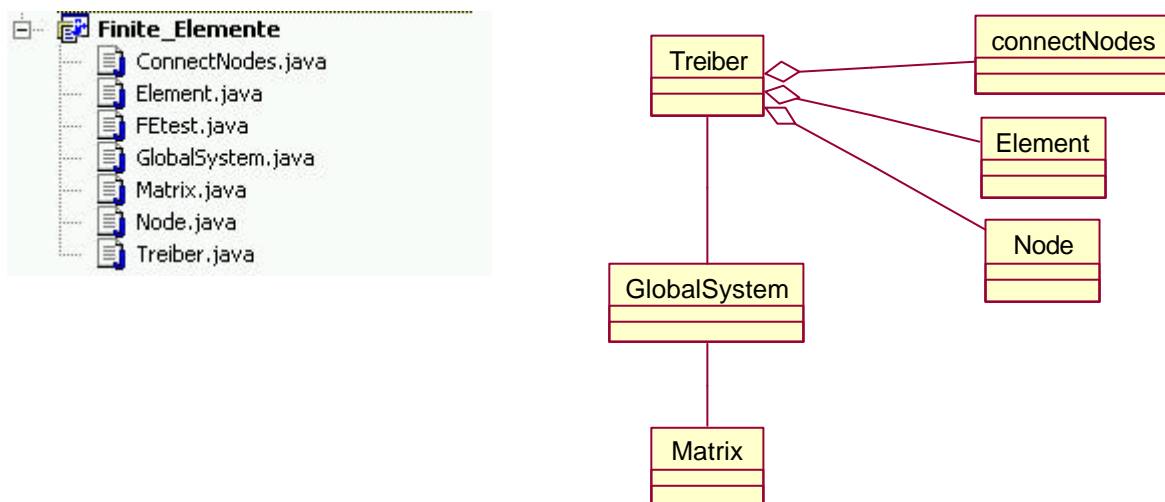 Finite_Elemente
ConnectNodes.java
Element.java
FEtest.java
GlobalSystem.java
Matrix.java
Node.java
Treiber.java
Treiber
connectNodes
Element
Node
GlobalSystem
Matrix